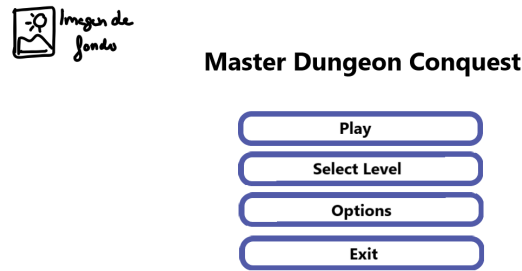 Imagen de
fondo
Master Dungeon Conquest
Play
Select Level
Options
Exit